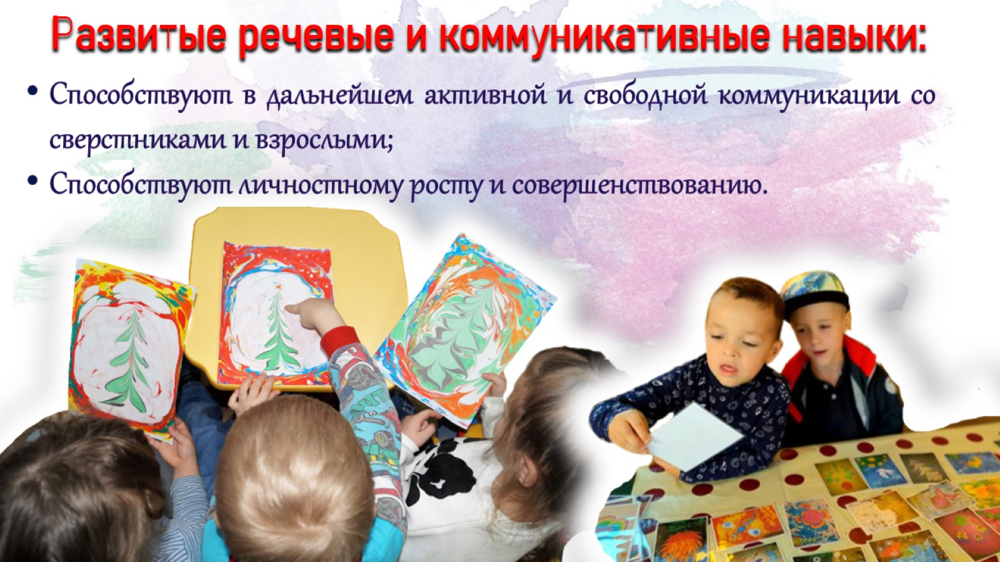 Развитые речевые и коммуникативные навыки:
• Способствуют в дальнейшем активной и свободной коммуникации со
сверстниками и взрослыми;
• Способствуют личностному росту и совершенствованию.